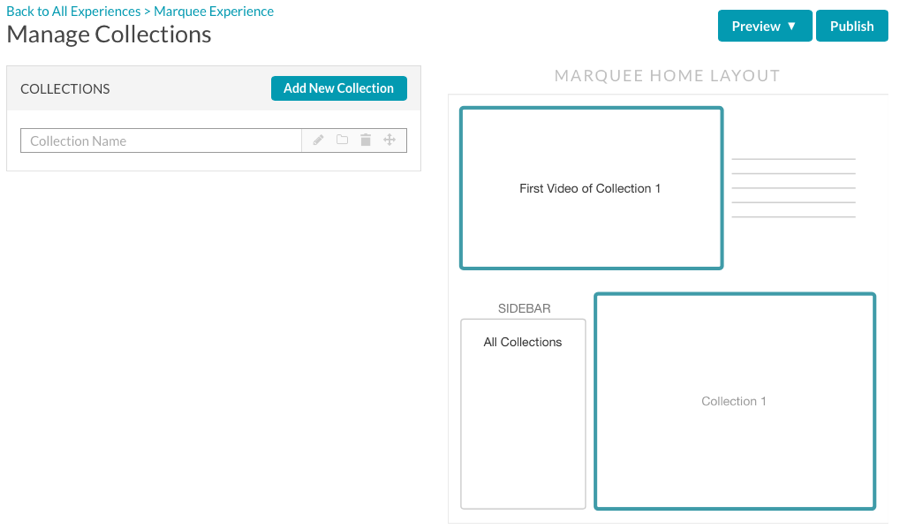 Back to All Experiences > Marquee Experience
Manage Collections
Preview ▼
Publish
COLLECTIONS
Add New Collection
Collection Name
MARQUEE HOME LAYOUT
First Video of Collection 1
SIDEBAR
All Collections
Collection 1